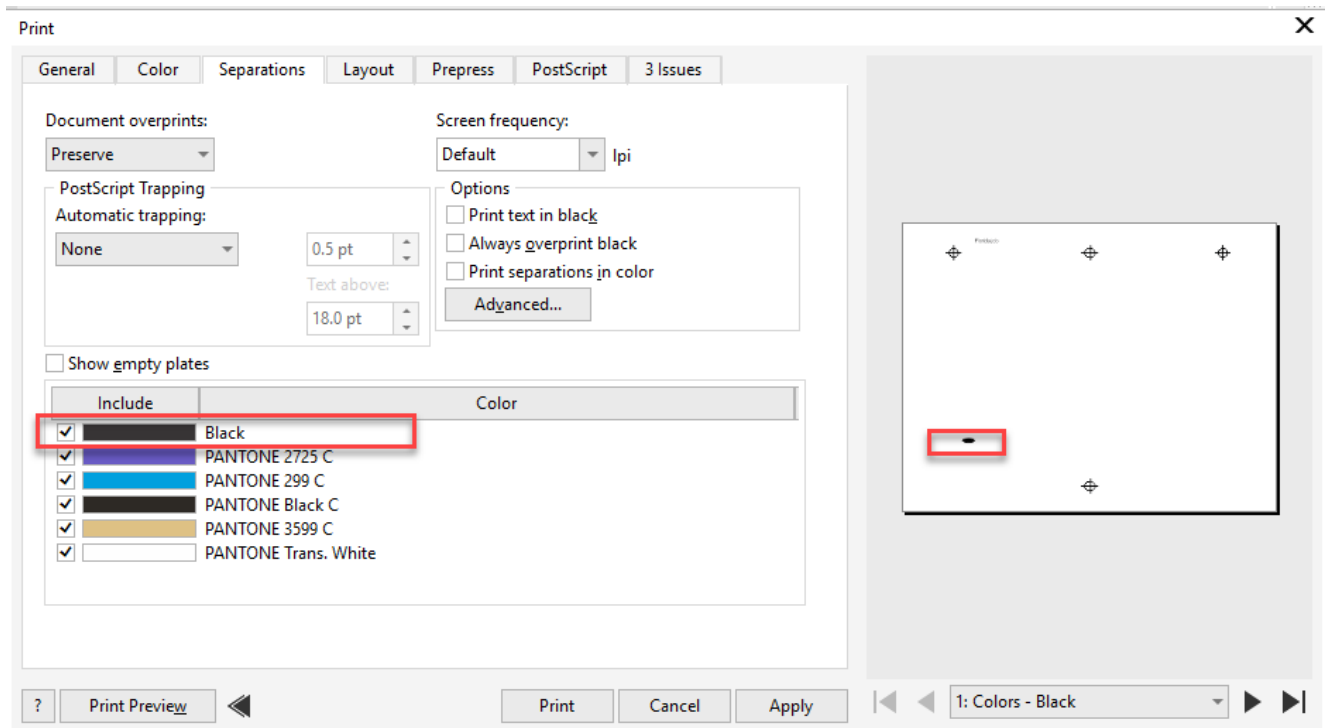 Print
General Color Separations Layout Prepress PostScript 3 Issues
Document overprints:
Preserve
Screen frequency:
Default lpi
PostScript Trapping
Automatic trapping:
None 0.5 pt
Text above:
18.0 pt
Options
Print text in black
Always overprint black
Print separations in color
Advanced...
Show empty plates
Include Color
Black
PANTONE 2725 C
PANTONE 299 C
PANTONE Black C
PANTONE 3599 C
PANTONE Trans. White
? Print Preview Print Cancel Apply
1: Colors - Black